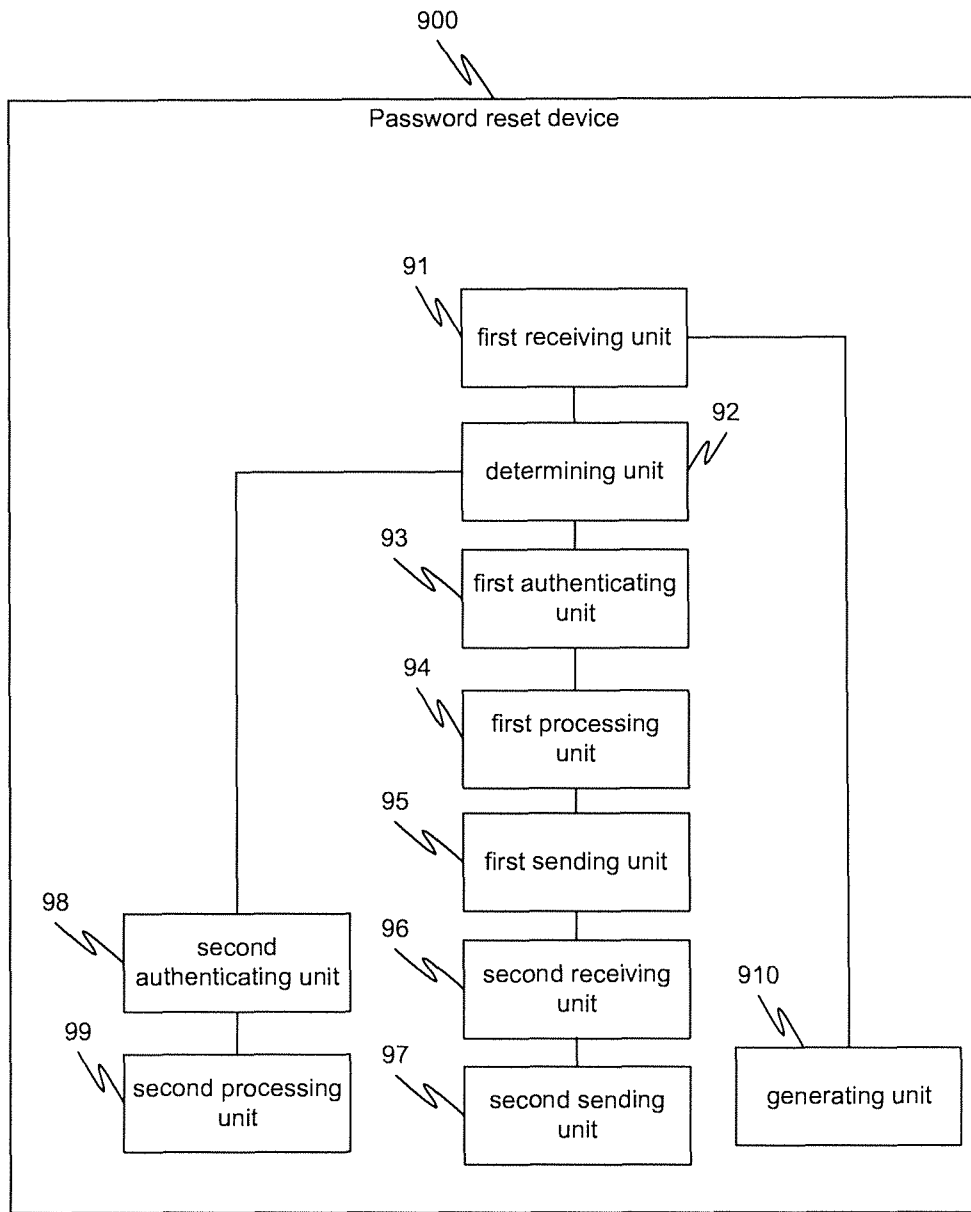 900
Password reset device
91
first receiving unit
92
determining unit
93
first authenticating
unit
94
first processing
unit
95
first sending unit
98
second
authenticating unit
96
second receiving
unit
910
generating unit
99
second processing
unit
97
second sending
unit